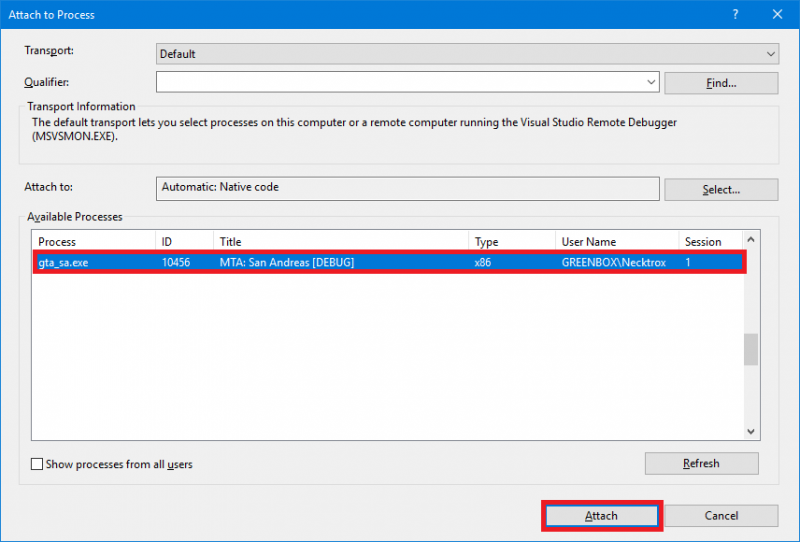 Attach to Process
Transport:
Default
Qualifier:
Find...
Transport Information
The default transport lets you select processes on this computer or a remote computer running the Visual Studio Remote Debugger
(MSVSMON.EXE).
Attach to:
Automatic: Native code
Select...
Available Processes
Process ID Title Type User Name Session
gta_sa.exe 10456 MTA: San Andreas [DEBUG] x86 GREENBOX\Necktrox 1
Show processes from all users
Refresh
Attach
Cancel